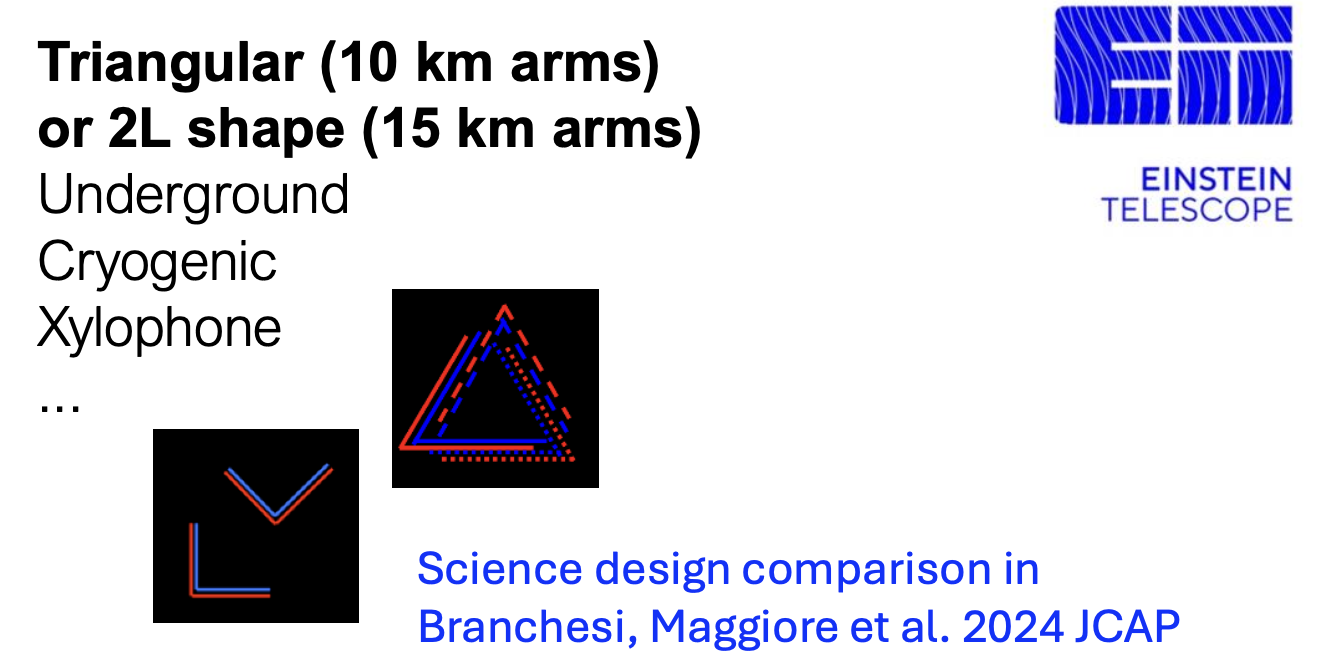 Triangular (10 km arms)
or 2L shape (15 km arms)
Underground
Cryogenic
Xylophone
...
ET
EINSTEIN
TELESCOPE
Science design comparison in
Branchesi, Maggiore et al. 2024 JCAP